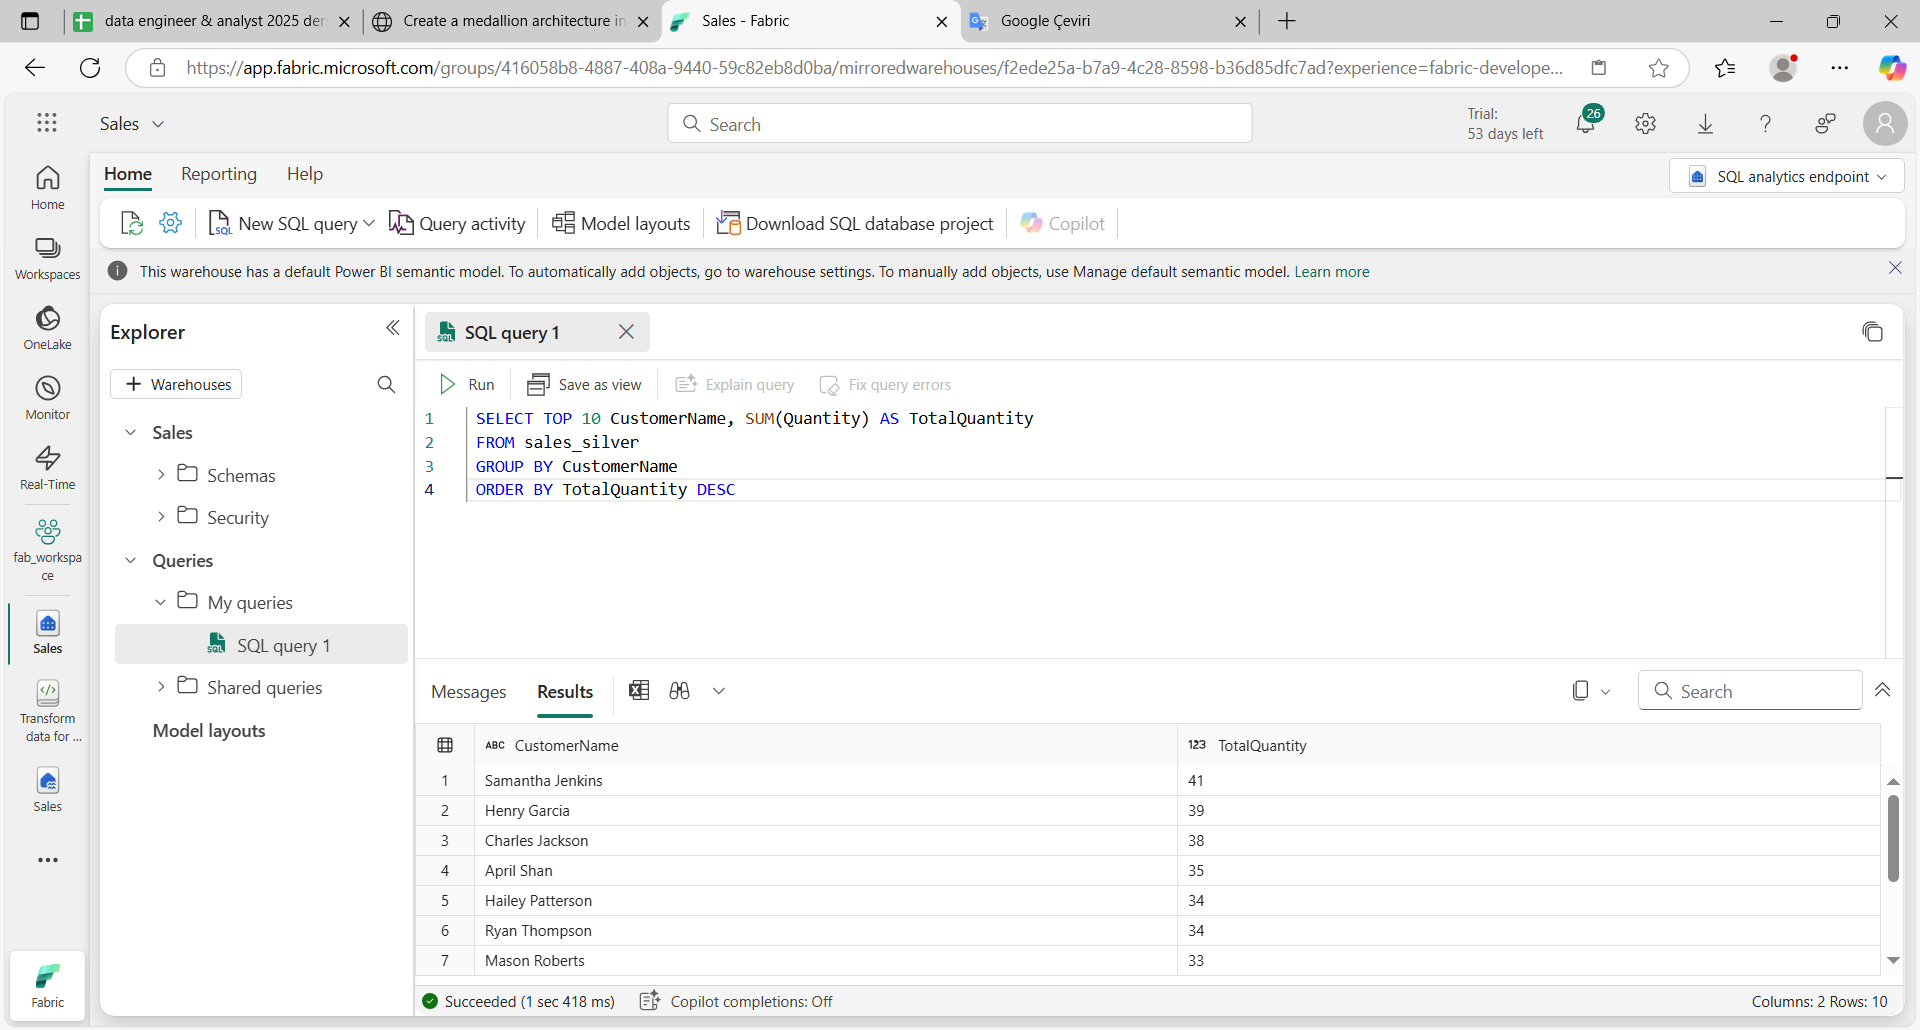 data engineer & analyst 2025 der
Create a medallion architecture in
Sales - Fabric
Google Çeviri
https://app.fabric.microsoft.com/groups/416058b8-4887-408a-9440-59c82eb8d0ba/mirroredwarehouses/f2ede25a-b7a9-4c28-8598-b36d85dfc7ad?experience=fabric-develope...
Sales
Search
Trial:
53 days left
26
Home
Reporting
Help
SQL analytics endpoint
New SQL query
Query activity
Model layouts
Download SQL database project
Copilot
This warehouse has a default Power BI semantic model. To automatically add objects, go to warehouse settings. To manually add objects, use Manage default semantic model. Learn more
Home
Workspaces
OneLake
Monitor
Real-Time
fab_workspa
ce
Sales
Transform
data for ...
Sales
Fabric
Explorer
Warehouses
Sales
Schemas
Security
Queries
My queries
SQL query 1
Shared queries
Model layouts
SQL query 1
Run
Save as view
Explain query
Fix query errors
1 SELECT TOP 10 CustomerName, SUM(Quantity) AS TotalQuantity
2 FROM sales_silver
3 GROUP BY CustomerName
4 ORDER BY TotalQuantity DESC
Messages
Results
Search
ABC CustomerName 123 TotalQuantity
1 Samantha Jenkins 41
2 Henry Garcia 39
3 Charles Jackson 38
4 April Shan 35
5 Hailey Patterson 34
6 Ryan Thompson 34
7 Mason Roberts 33
Succeeded (1 sec 418 ms)
Copilot completions: Off
Columns: 2 Rows: 10